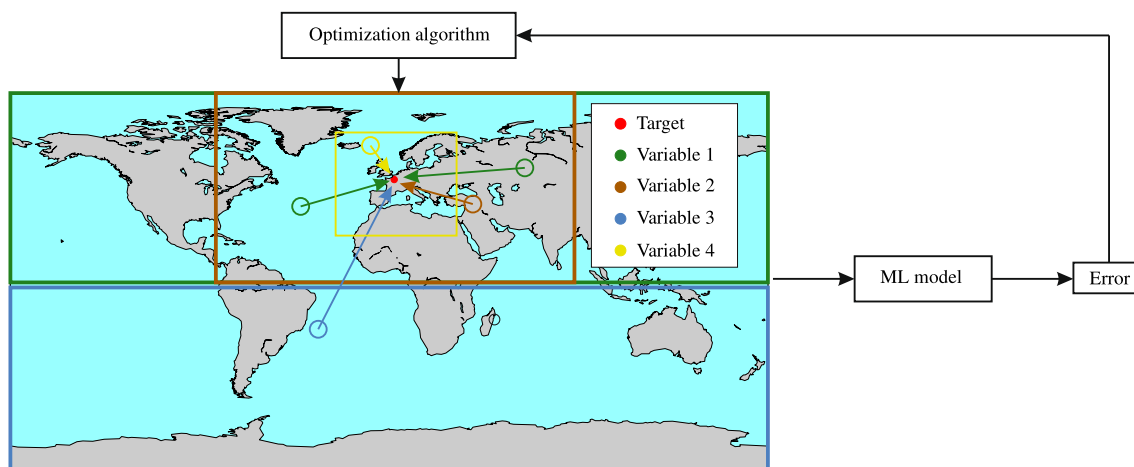 Optimization algorithm
Target
Variable 1
Variable 2
Variable 3
Variable 4
ML model
Error